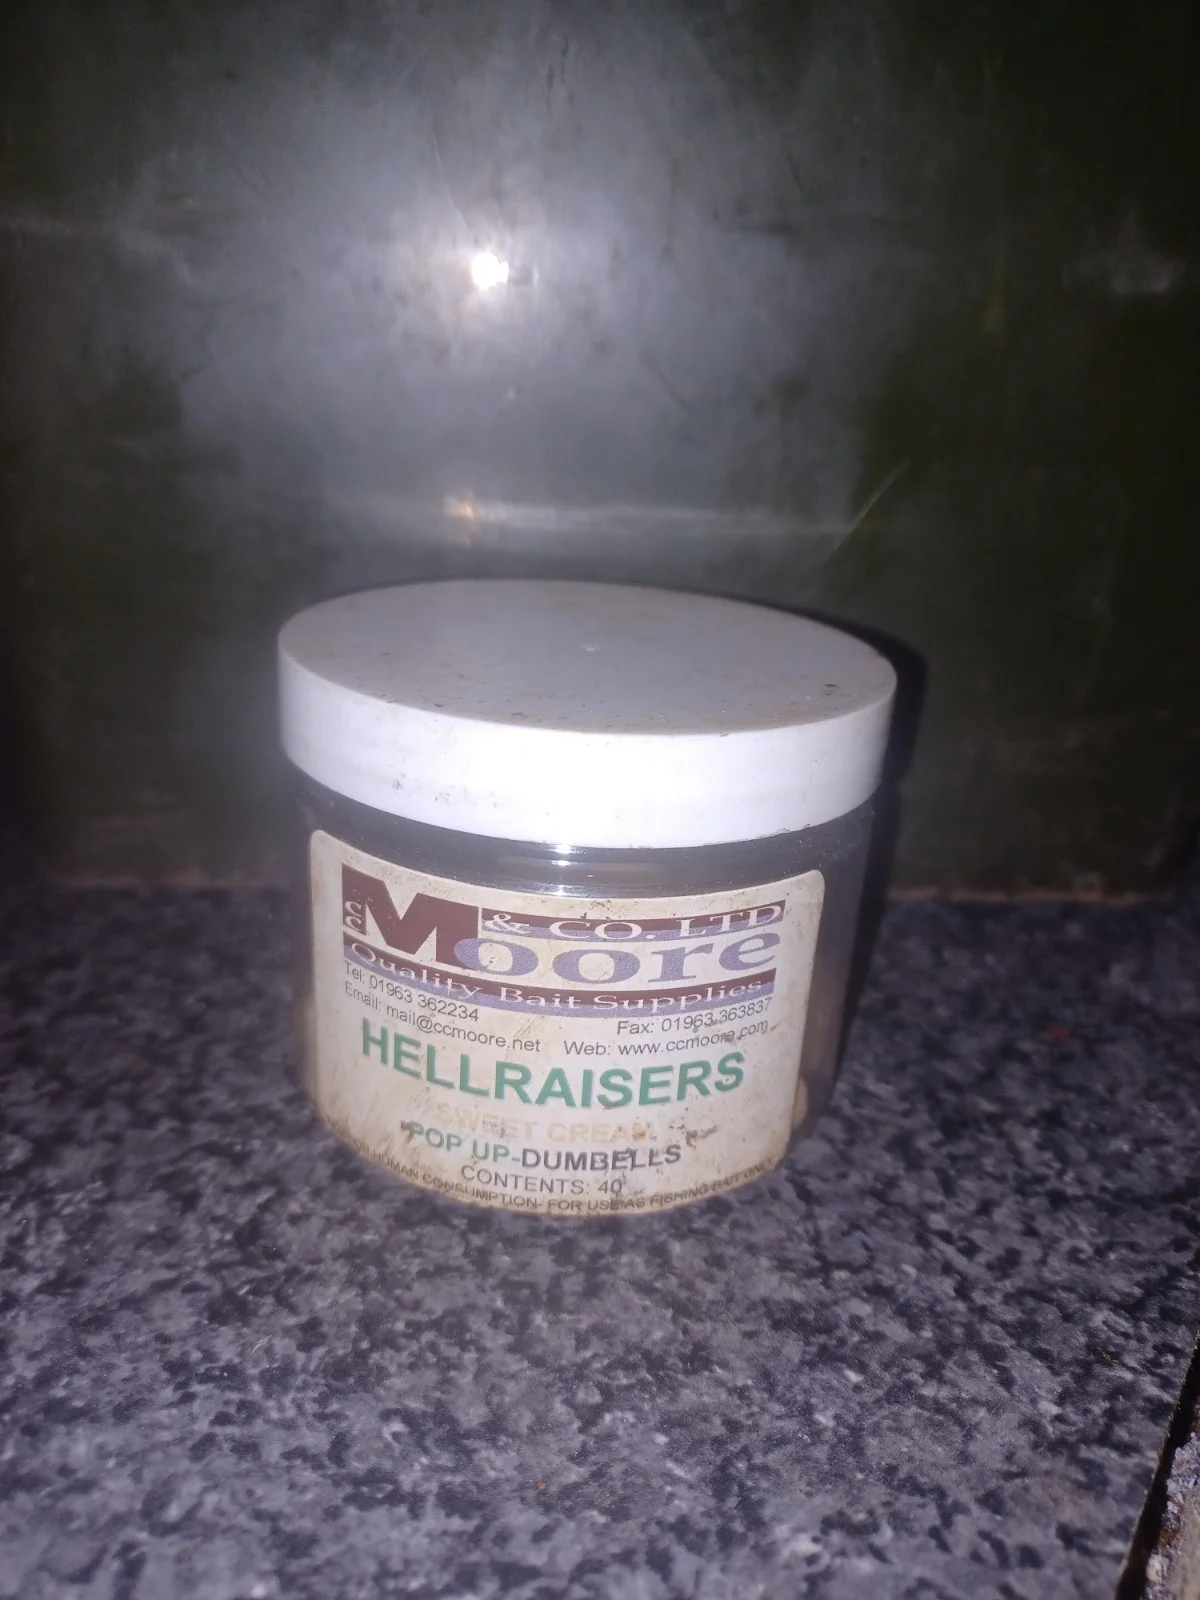 CC Moore & CO. LTD
Quality Bait Supplies
Tel: 01963 362234
Fax: 01963 363837
Email: mail@ccmoore.net Web: www.ccmoore.com
HELLRAISERS
SWEET CREAM
POP UP-DUMBELLS
CONTENTS: 40
HUMAN CONSUMPTION- FOR USE AS FISHING BAIT ONLY